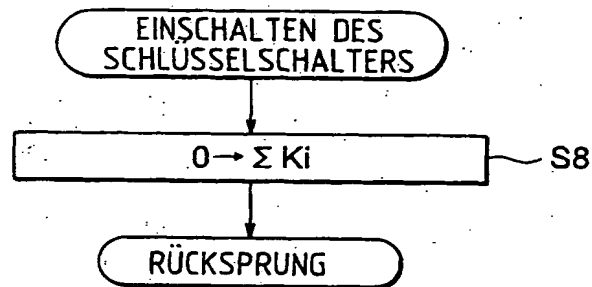 EINSCHALTEN DES
SCHLÜSSELSCHALTERS
0→ Σ Ki
S8
RÜCKSPRUNG